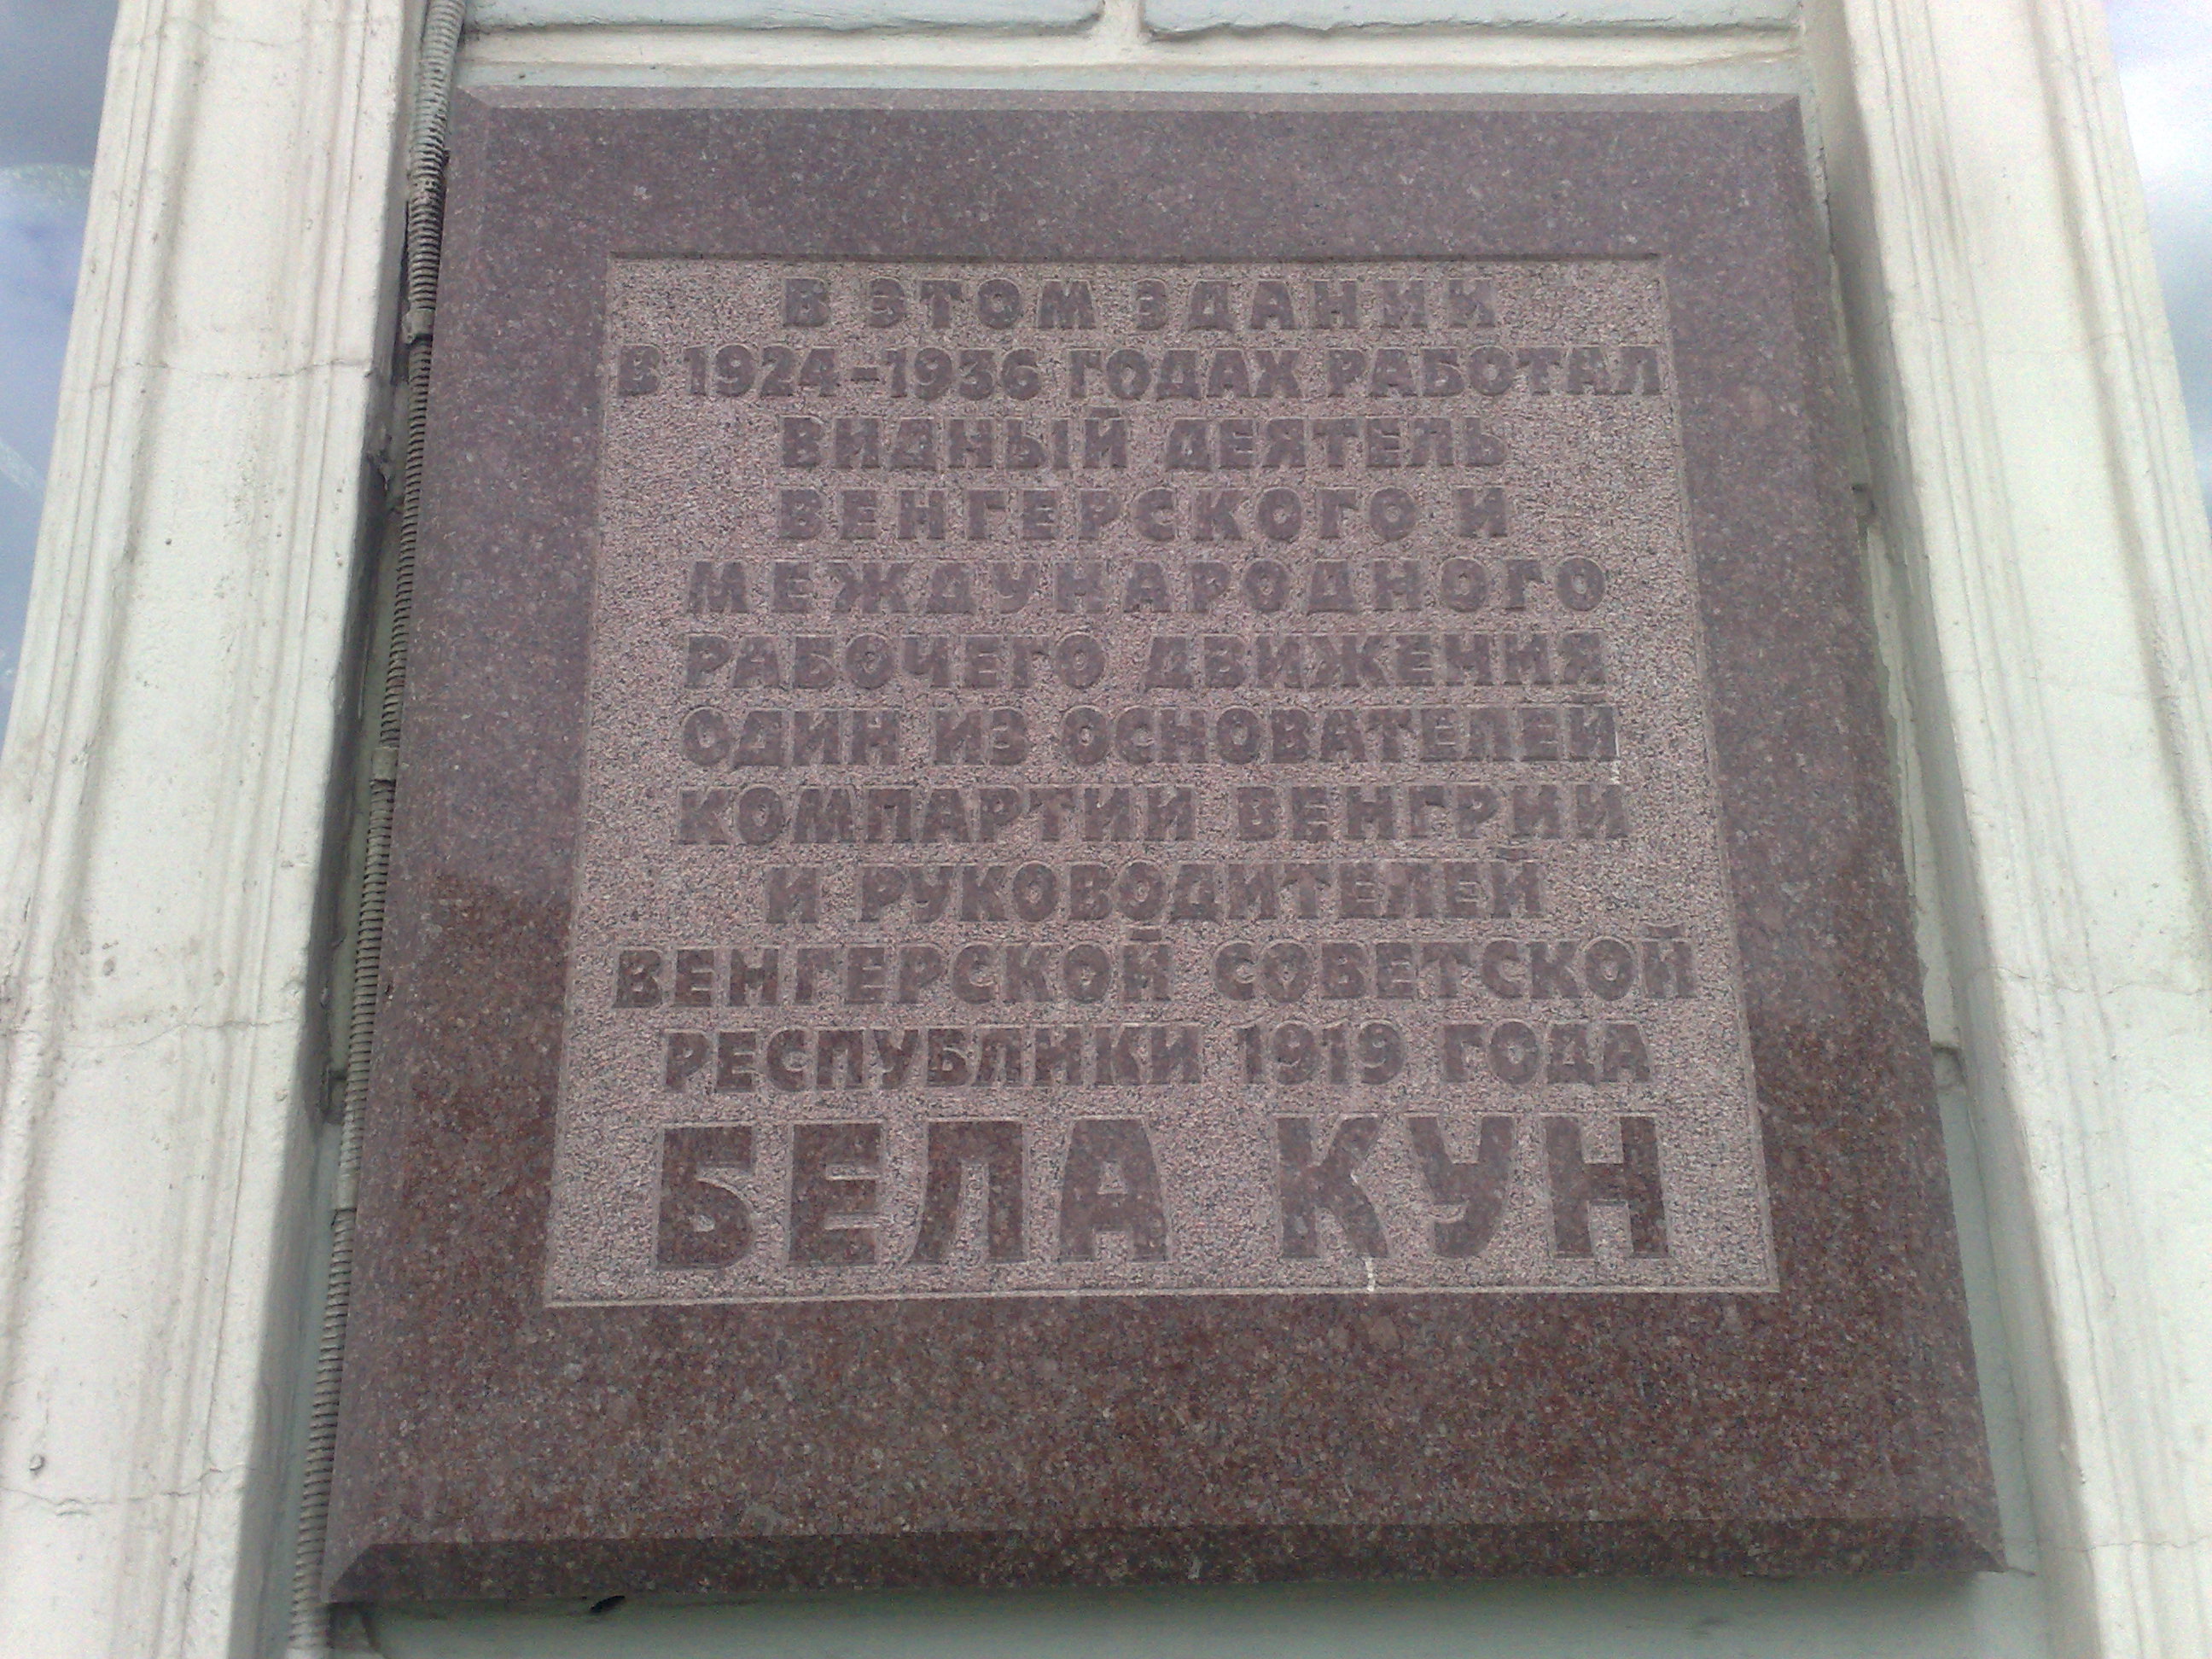 В ЭТОМ ЗДАНИИ
В 1924-1936 ГОДАХ РАБОТАЛ
ВИДНЫЙ ДЕЯТЕЛЬ
ВЕНГЕРСКОГО И
МЕЖДУНАРОДНОГО
РАБОЧЕГО ДВИЖЕНИЯ
ОДИН ИЗ ОСНОВАТЕЛЕЙ
КОМПАРТИИ ВЕНГРИИ
И РУКОВОДИТЕЛЕЙ
ВЕНГЕРСКОЙ СОВЕТСКОЙ
РЕСПУБЛИКИ 1919 ГОДА
БЕЛА КУН